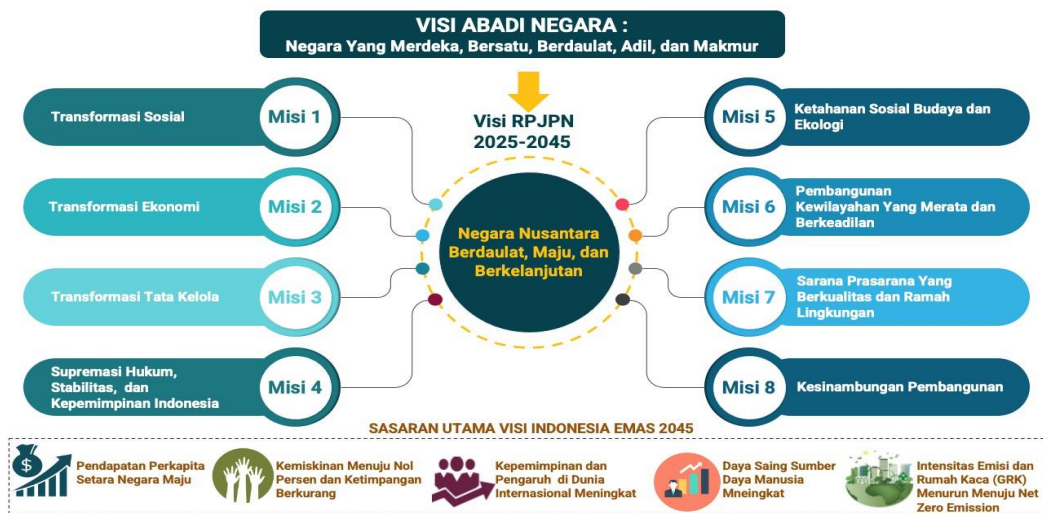 VISI ABADI NEGARA :
Negara Yang Merdeka, Bersatu, Berdaulat, Adil, dan Makmur
Visi RPJPN
2025-2045
Negara Nusantara
Berdaulat, Maju, dan
Berkelanjutan
Transformasi Sosial
Misi 1
Transformasi Ekonomi
Misi 2
Transformasi Tata Kelola
Misi 3
Supremasi Hukum,
Stabilitas, dan
Kepemimpinan Indonesia
Misi 4
Misi 5
Ketahanan Sosial Budaya dan
Ekologi
Misi 6
Pembangunan
Kewilayahan Yang Merata dan
Berkeadilan
Misi 7
Sarana Prasarana Yang
Berkualitas dan Ramah
Lingkungan
Misi 8
Kesinambungan Pembangunan
SASARAN UTAMA VISI INDONESIA EMAS 2045
$
Pendapatan Perkapita
Setara Negara Maju
Kemiskinan Menuju Nol
Persen dan Ketimpangan
Berkurang
Kepemimpinan dan
Pengaruh di Dunia
Internasional Meningkat
Daya Saing Sumber
Daya Manusia
Mneingkat
Intensitas Emisi dan
Rumah Kaca (GRK)
Menurun Menuju Net
Zero Emission